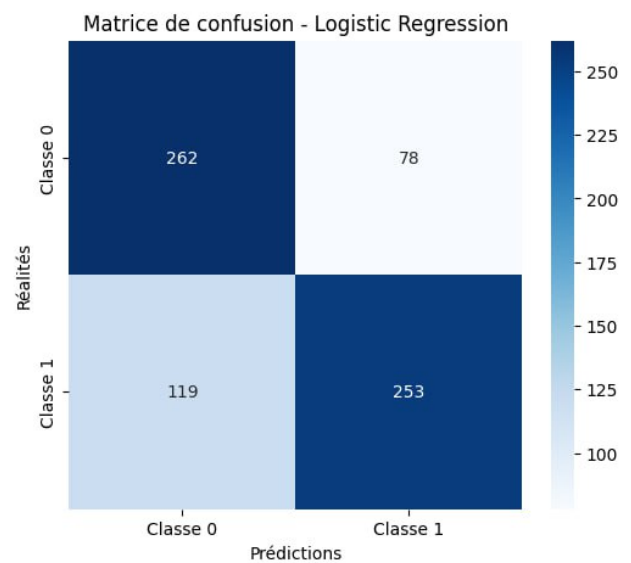 Matrice de confusion - Logistic Regression
Classe 0
262
78
250
225
200
175
150
125
100
Réalités
Classe 1
119
253
Classe 0
Classe 1
Prédictions